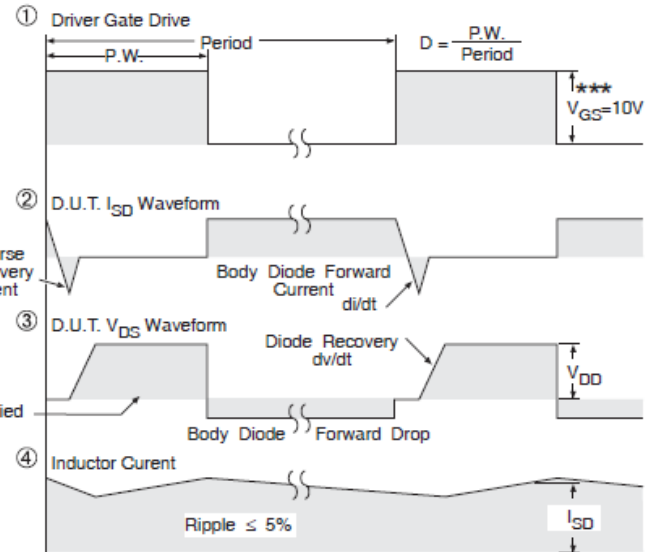 ① Driver Gate Drive
P.W.
Period
D = P.W.
Period
***
VGS=10V
② D.U.T. ISD Waveform
Body Diode Forward
Current
di/dt
③ D.U.T. VDS Waveform
Diode Recovery
dv/dt
VDD
Body Diode Forward Drop
④ Inductor Curent
Ripple ≤ 5%
ISD